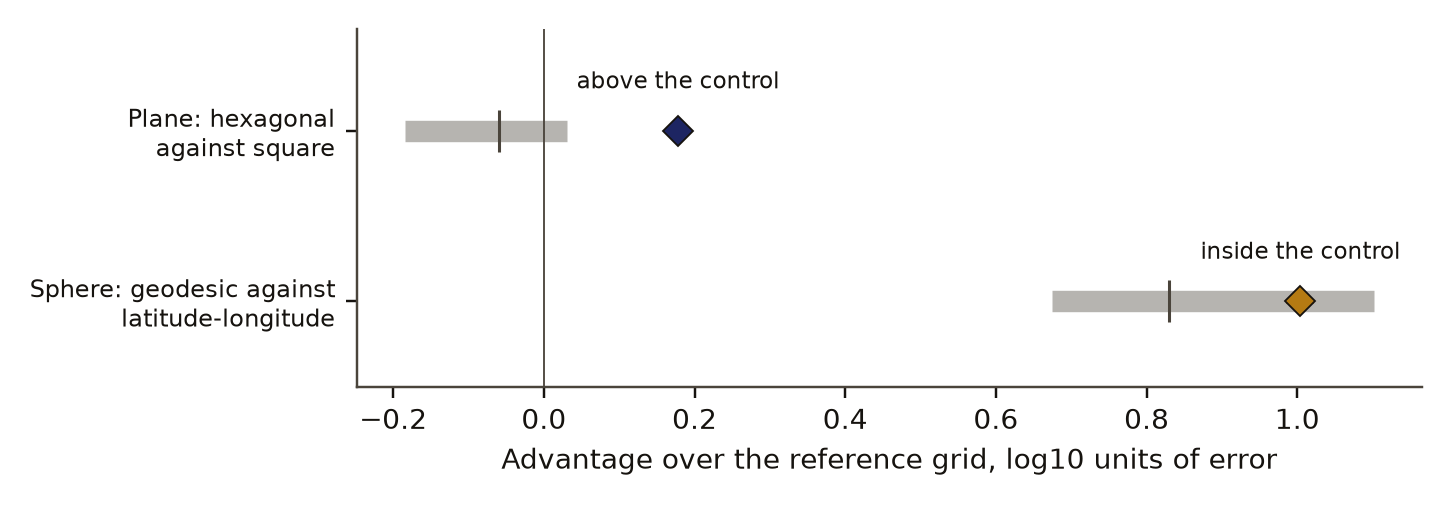 above the control
Plane: hexagonal
against square
inside the control
Sphere: geodesic against
latitude-longitude
−0.2 0.0 0.2 0.4 0.6 0.8 1.0
Advantage over the reference grid, log10 units of error